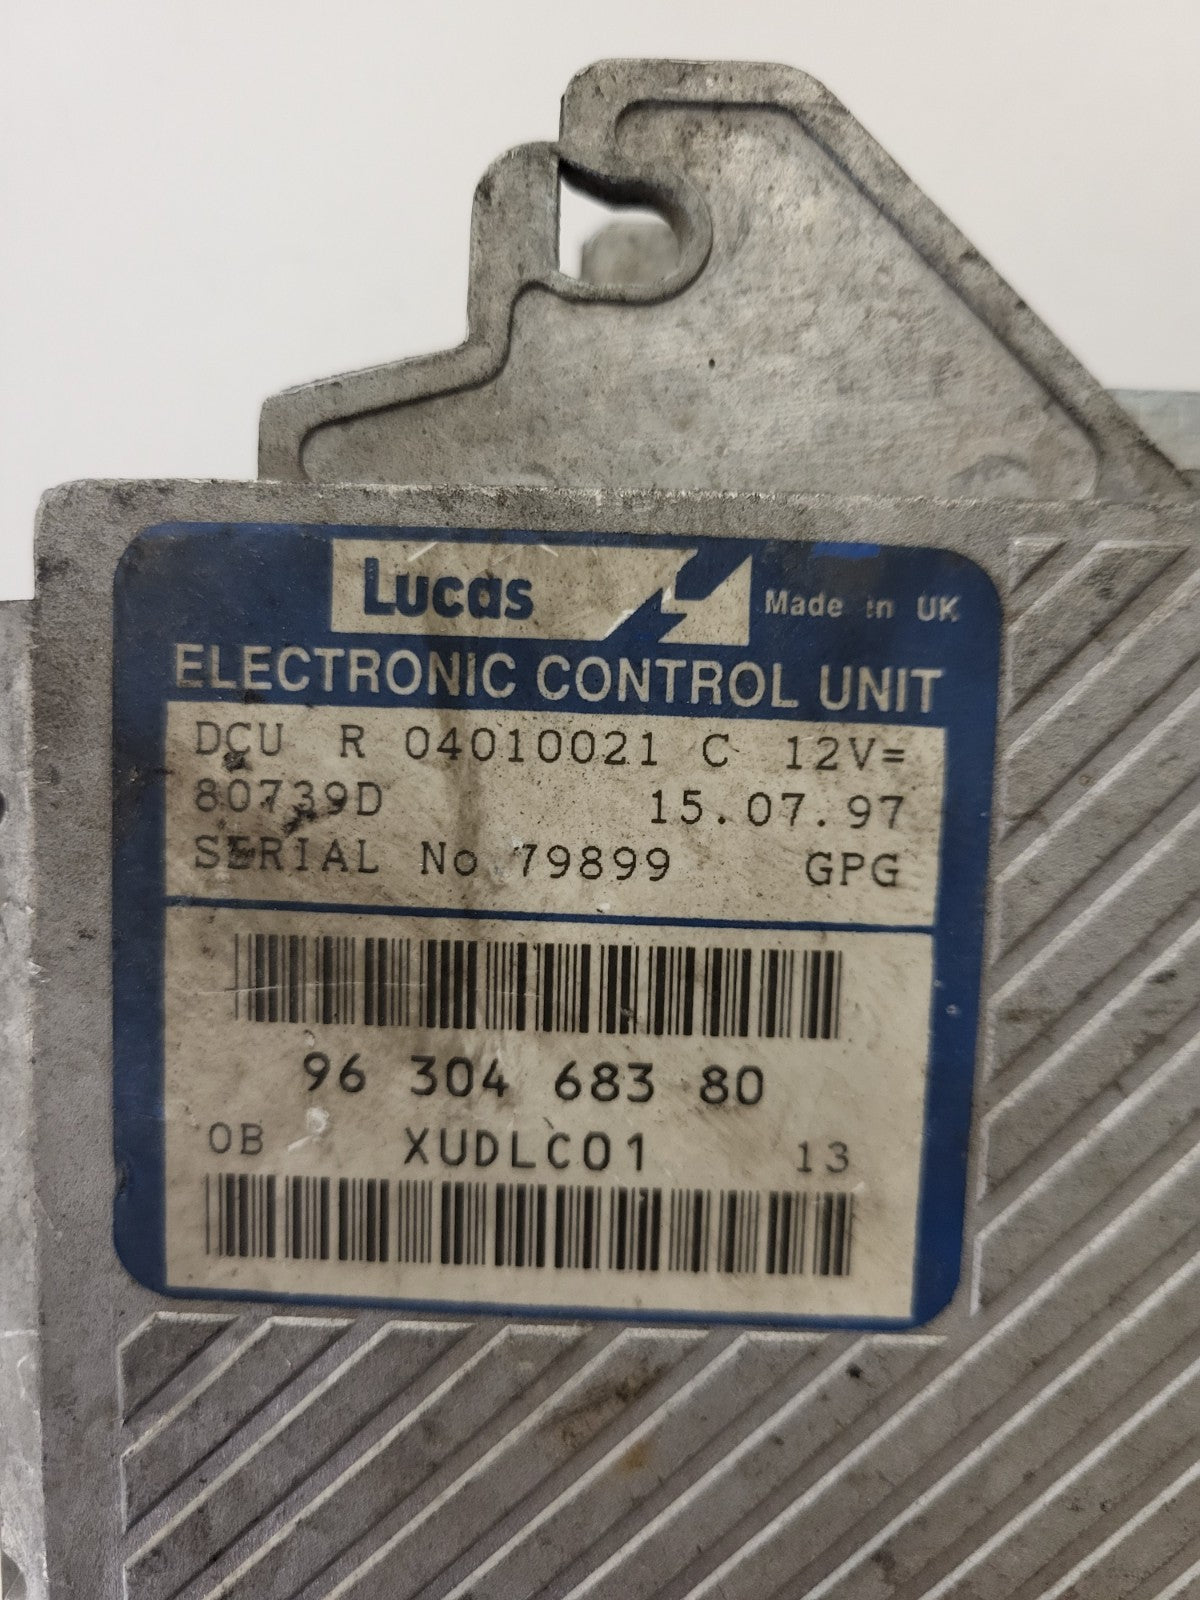 Lucas Made in UK
ELECTRONIC CONTROL UNIT
DCU R 04010021 C 12V=
80739D 15.07.97
SERIAL No 79899 GPG
96 304 683 80
0B XUDLC01 13